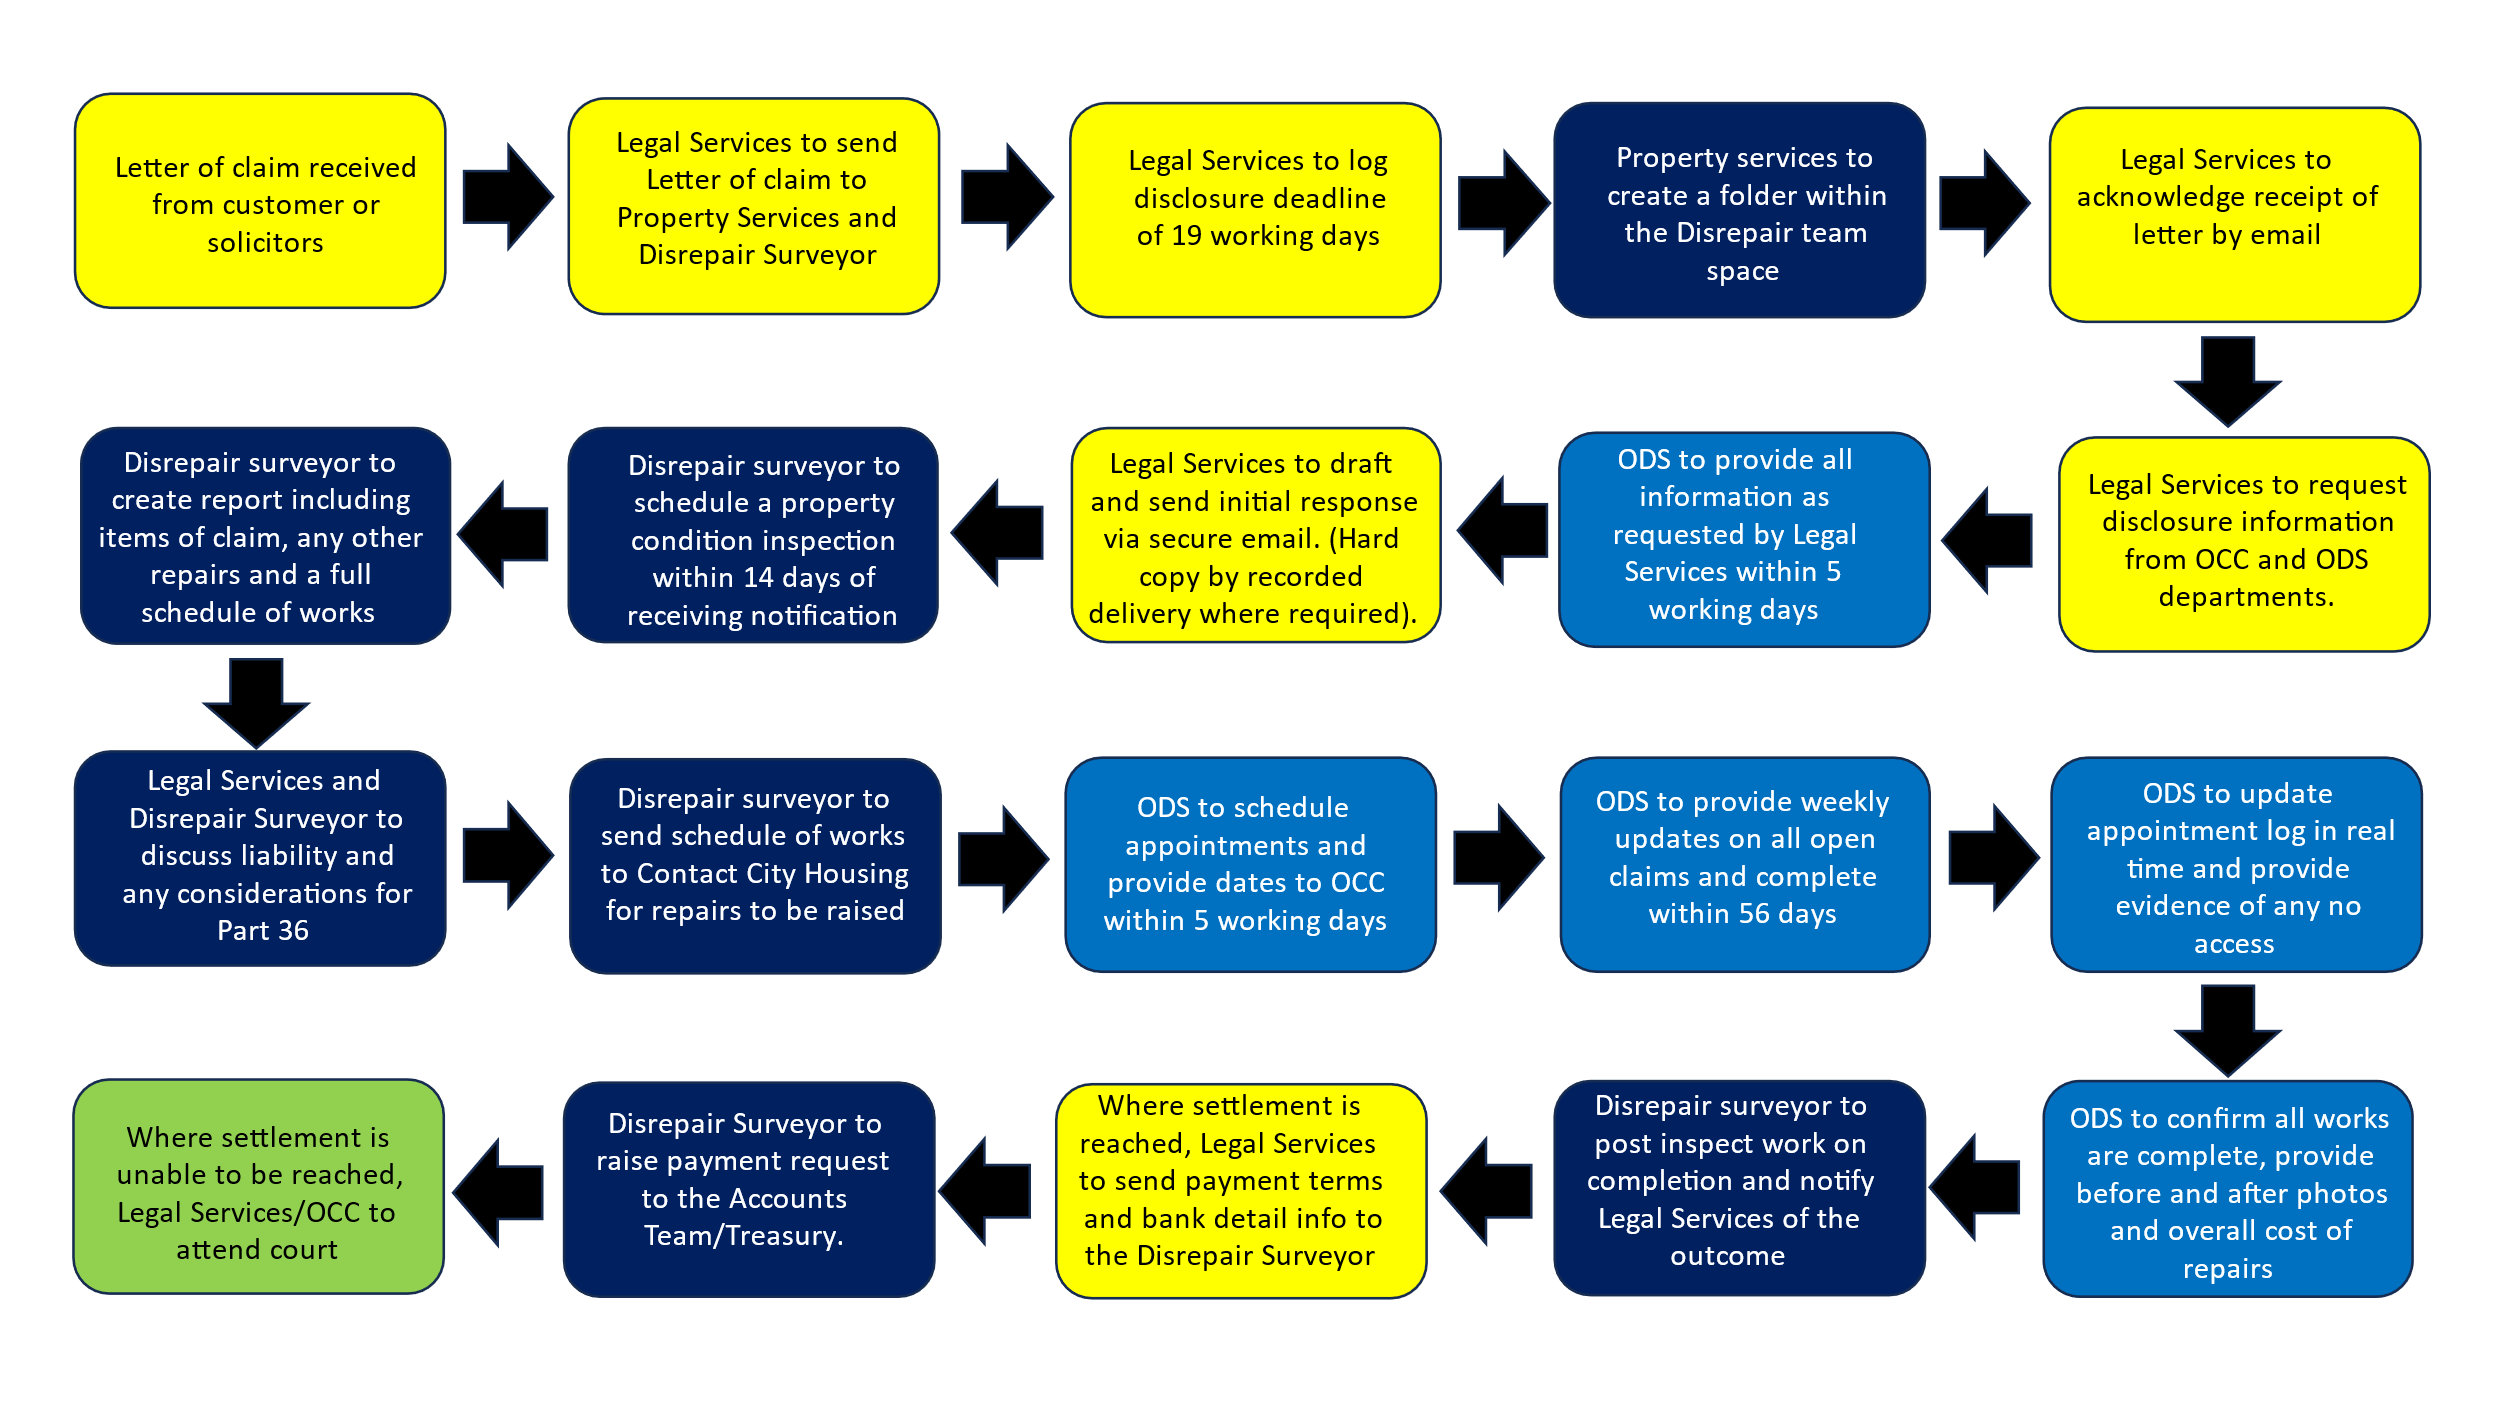 Letter of claim received
from customer or
solicitors
Legal Services to send
Letter of claim to
Property Services and
Disrepair Surveyor
Legal Services to log
disclosure deadline
of 19 working days
Property services to
create a folder within
the Disrepair team
space
Legal Services to
acknowledge receipt of
letter by email
Legal Services to request
disclosure information
from OCC and ODS
departments.
ODS to provide all
information as
requested by Legal
Services within 5
working days
Legal Services to draft
and send initial response
via secure email. (Hard
copy by recorded
delivery where required).
Disrepair surveyor to
schedule a property
condition inspection
within 14 days of
receiving notification
Disrepair surveyor to
create report including
items of claim, any other
repairs and a full
schedule of works
Legal Services and
Disrepair Surveyor to
discuss liability and
any considerations for
Part 36
Disrepair surveyor to
send schedule of works
to Contact City Housing
for repairs to be raised
ODS to schedule
appointments and
provide dates to OCC
within 5 working days
ODS to provide weekly
updates on all open
claims and complete
within 56 days
ODS to update
appointment log in real
time and provide
evidence of any no
access
ODS to confirm all works
are complete, provide
before and after photos
and overall cost of
repairs
Disrepair surveyor to
post inspect work on
completion and notify
Legal Services of the
outcome
Where settlement is
reached, Legal Services
to send payment terms
and bank detail info to
the Disrepair Surveyor
Disrepair Surveyor to
raise payment request
to the Accounts
Team/Treasury.
Where settlement is
unable to be reached,
Legal Services/OCC to
attend court